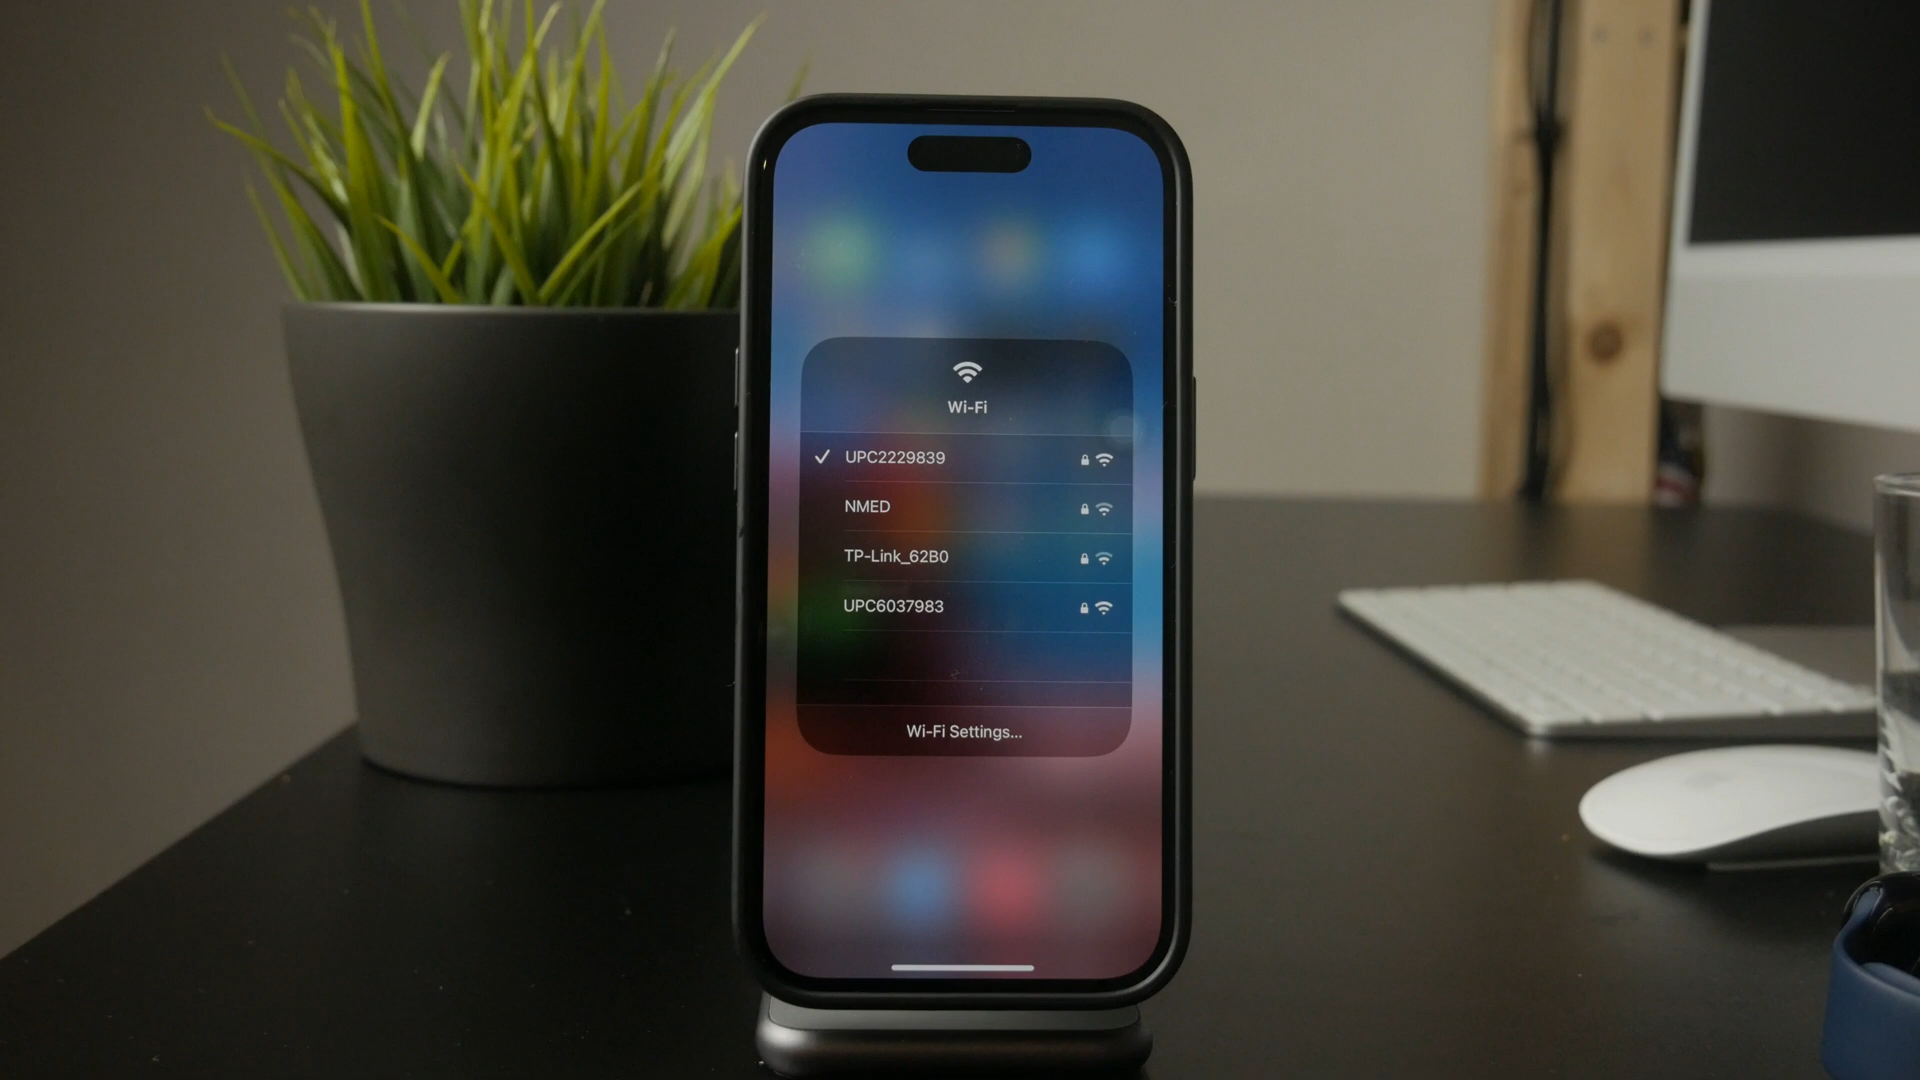 Wi-Fi
UPC2229839
NMED
TP-Link_62B0
UPC6037983
Wi-Fi Settings...